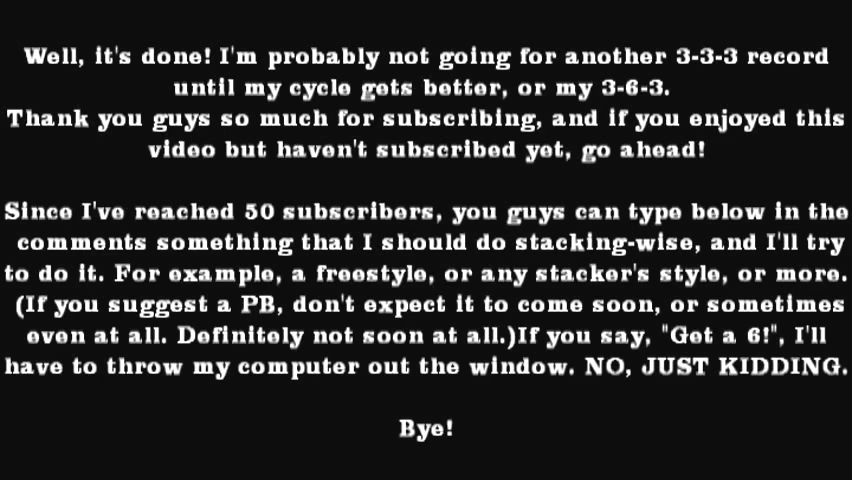 Well, it's done! I'm probably not going for another 3-3-3 record
until my cycle gets better, or my 3-6-3.
Thank you guys so much for subscribing, and if you enjoyed this
video but haven't subscribed yet, go ahead!
Since I've reached 50 subscribers, you guys can type below in the
comments something that I should do stacking-wise, and I'll try
to do it. For example, a freestyle, or any stacker's style, or more.
(If you suggest a PB, don't expect it to come soon, or sometimes
even at all. Definitely not soon at all.)If you say, "Get a 6!", I'll
have to throw my computer out the window. NO, JUST KIDDING.
Bye!